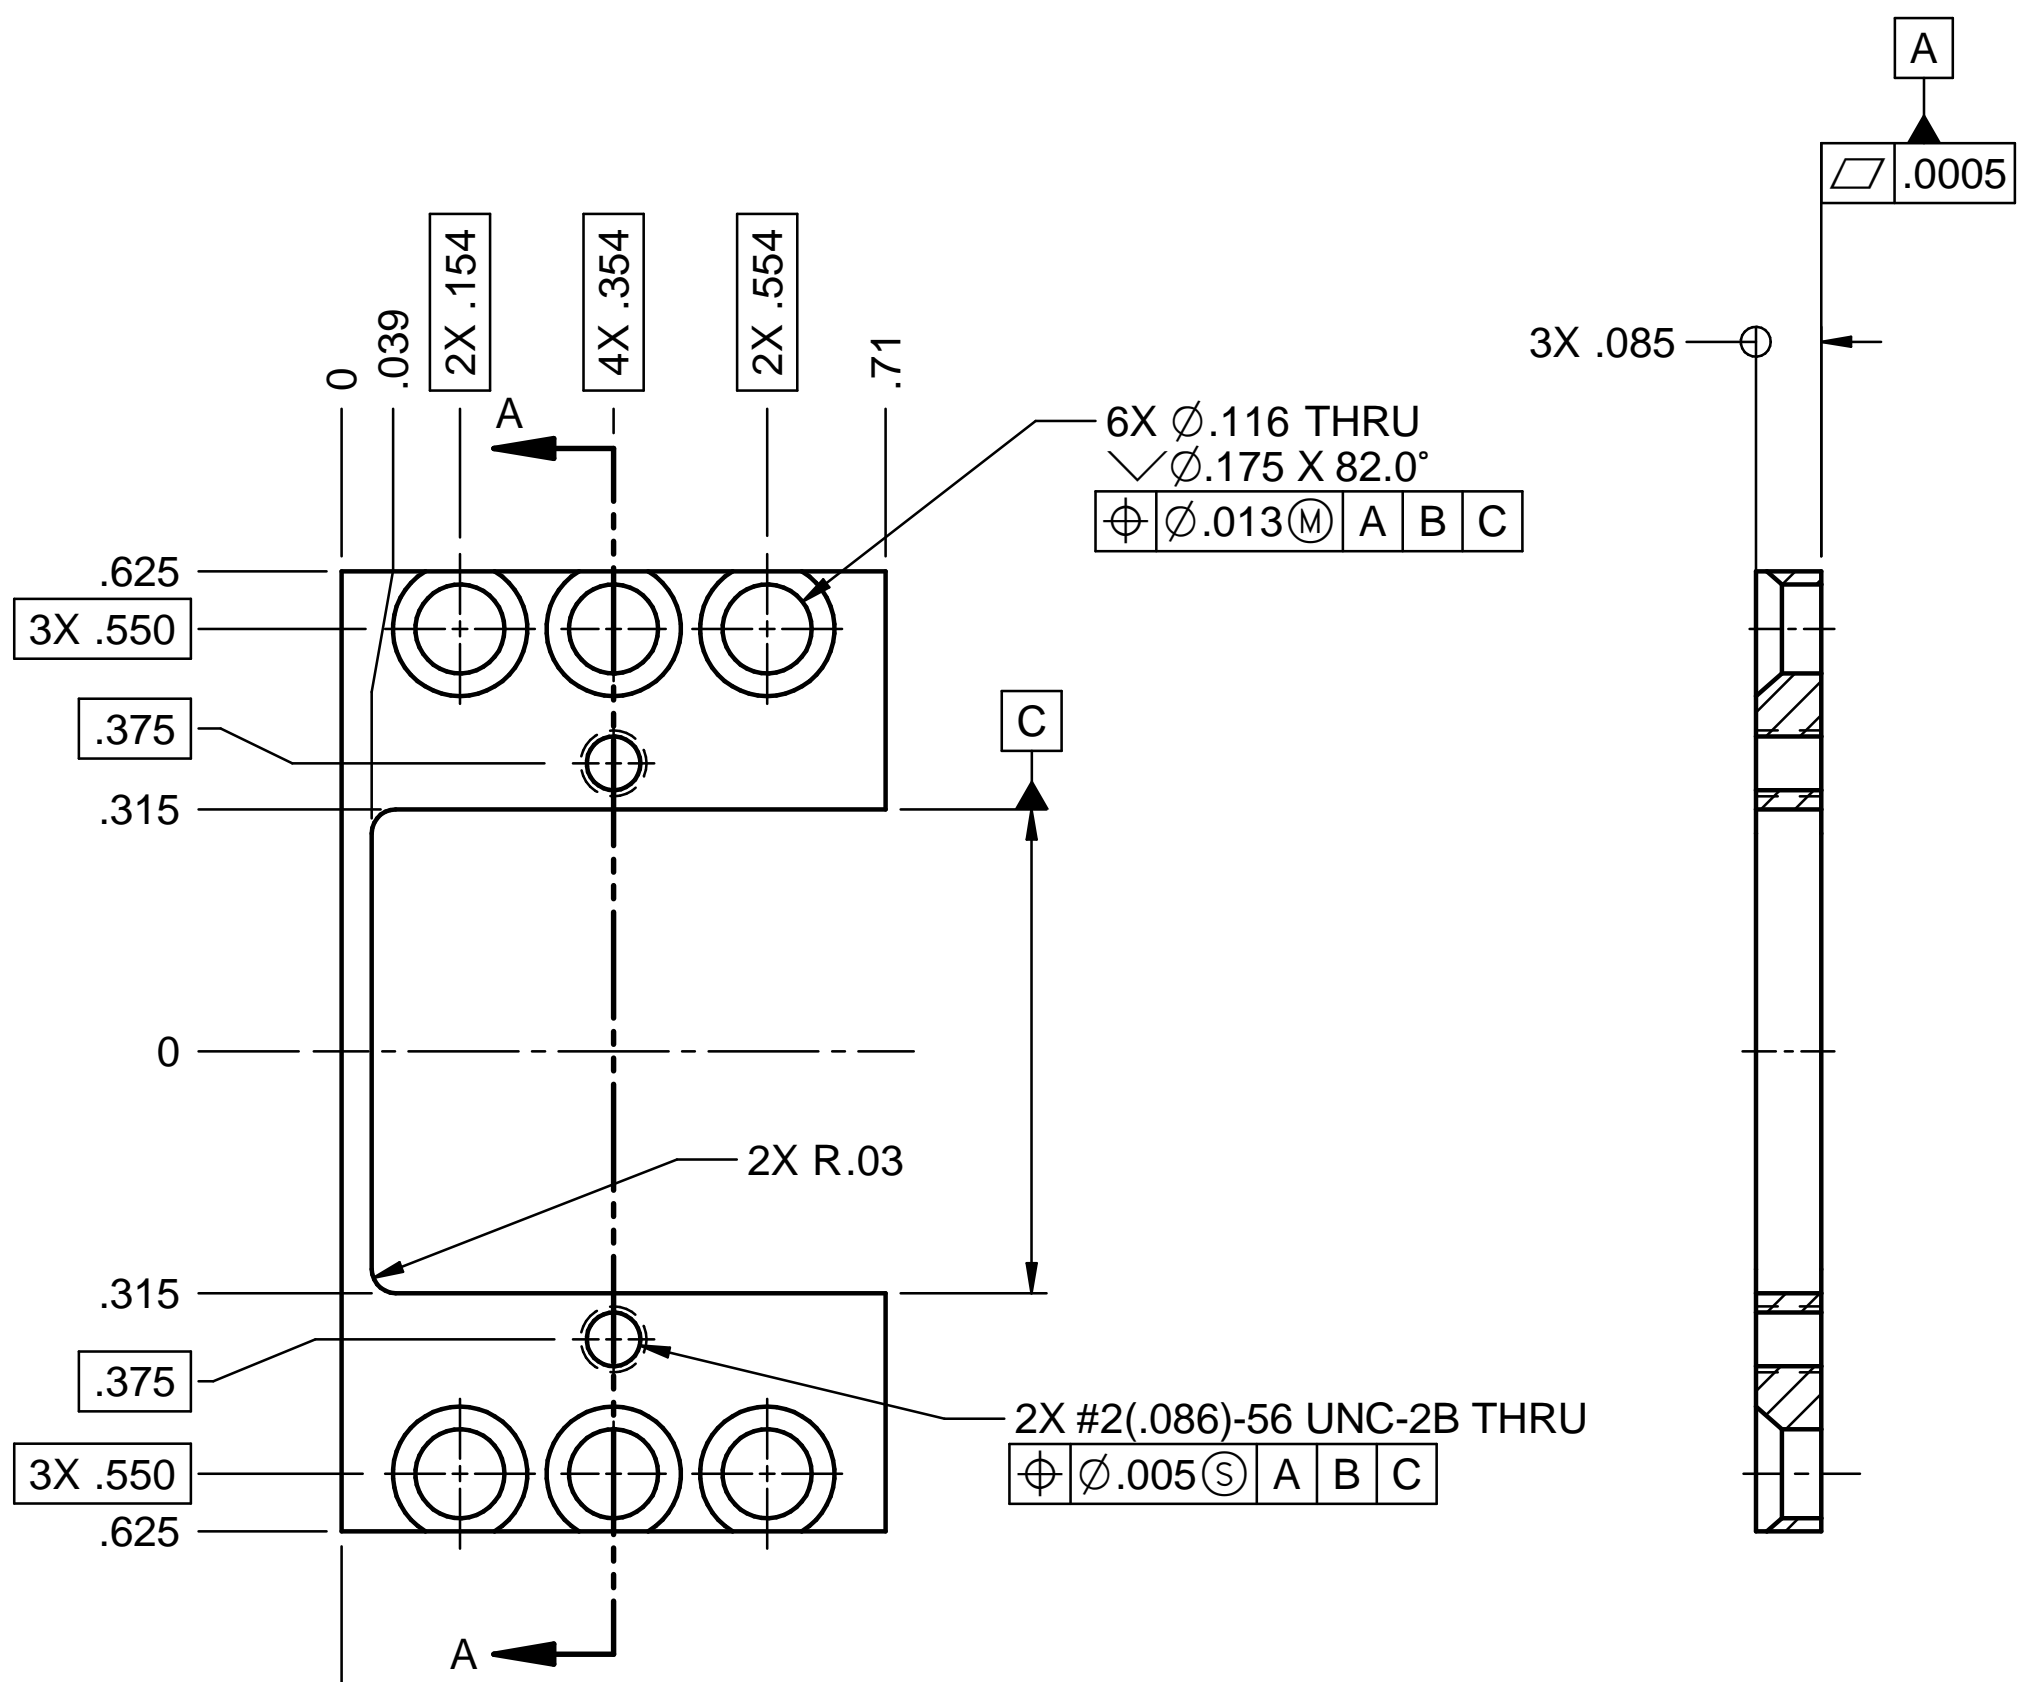 A
⏥ .0005
2X .154
4X .354
2X .554
0
.039
.71
3X .085
A
6X ∅.116 THRU
⌵∅.175 X 82.0°
⌖ ∅.013Ⓜ A B C
.625
3X .550
.375
C
.315
0
2X R.03
.315
.375
2X #2(.086)-56 UNC-2B THRU
⌖ ∅.005Ⓢ A B C
3X .550
.625
A